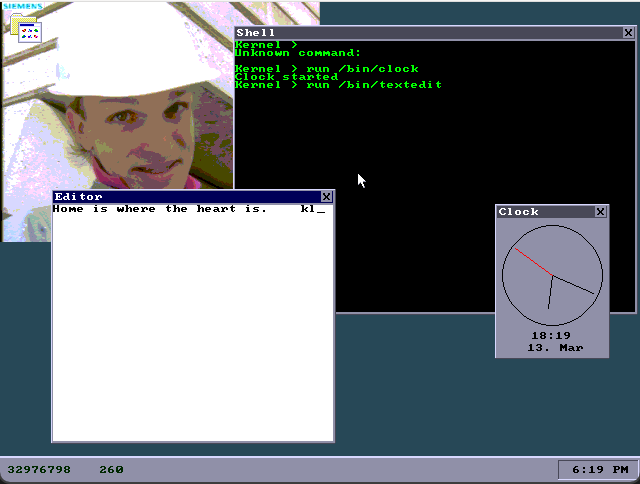 SIEMENS
Shell
Kernel >
Unknown command:
Kernel > run /bin/clock
Clock started
Kernel > run /bin/textedit
Editor
Home is where the heart is.     kl_
Clock
18:19
13. Mar
32976798    260
6:19 PM